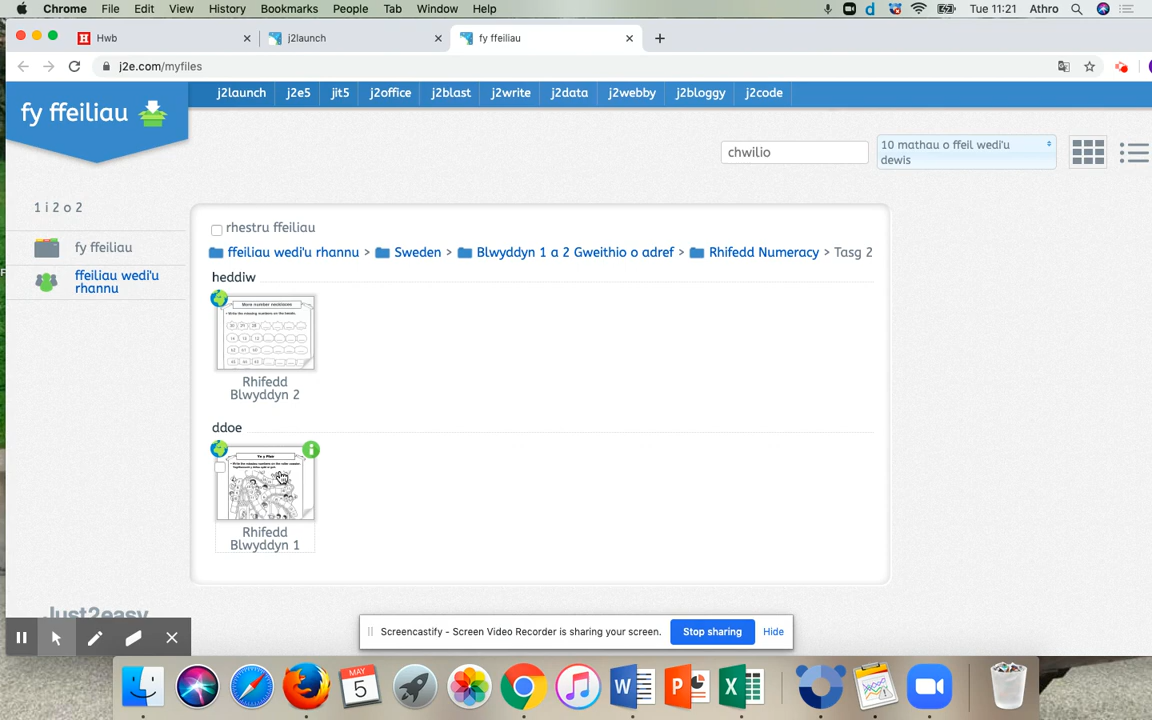 Chrome File Edit View History Bookmarks People Tab Window Help Tue 11:21 Athro
Hwb j2launch fy ffeiliau
j2e.com/myfiles
fy ffeiliau
j2launch j2e5 jit5 j2office j2blast j2write j2data j2webby j2bloggy j2code
chwilio
10 mathau o ffeil wedi'u
dewis
1 i 2 o 2
fy ffeiliau
ffeiliau wedi'u
rhannu
rhestru ffeiliau
ffeiliau wedi'u rhannu > Sweden > Blwyddyn 1 a 2 Gweithio o adref > Rhifedd Numeracy > Tasg 2
heddiw
More number necklaces
Write the missing numbers on the beads.
Rhifedd
Blwyddyn 2
ddoe
Yn y Ffair
Rhifedd
Blwyddyn 1
Just2easy
Screencastify - Screen Video Recorder is sharing your screen. Stop sharing Hide
MAY
5